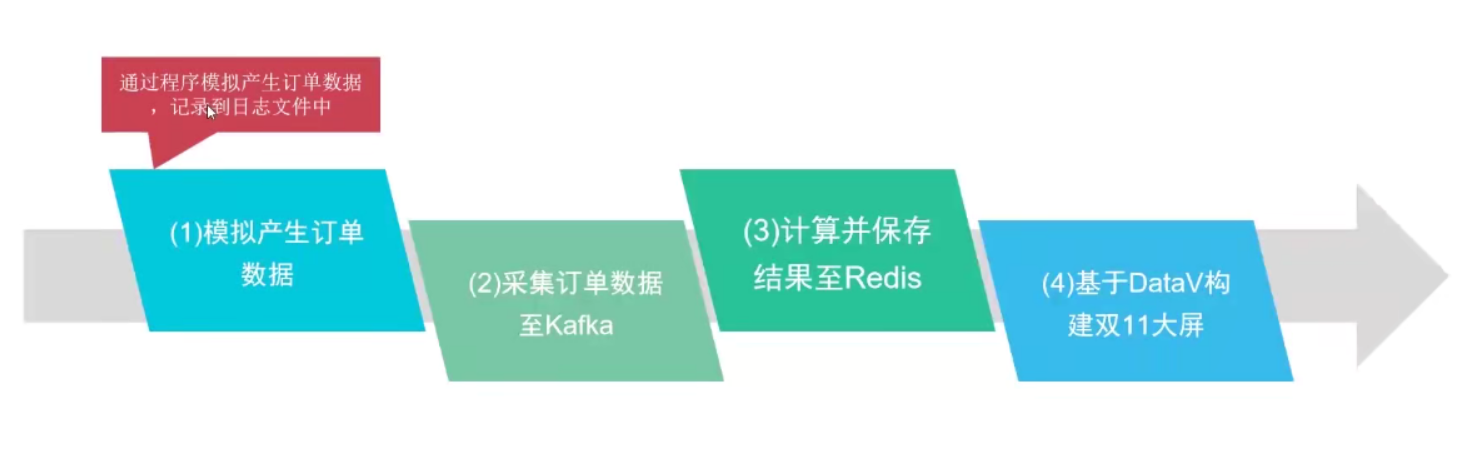 通过程序模拟产生订单数据
，记录到日志文件中
(1)模拟产生订单
数据
(2)采集订单数据
至Kafka
(3)计算并保存
结果至Redis
(4)基于DataV构
建双11大屏